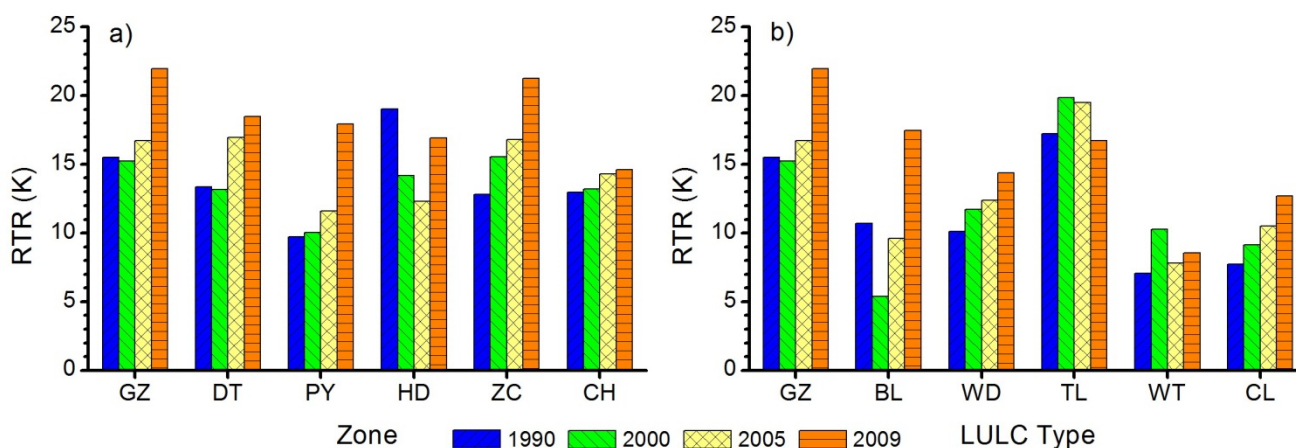 a)
RTR (K)
25
20
15
10
5
0
GZ DT PY HD ZC CH
Zone
b)
RTR (K)
25
20
15
10
5
0
GZ BL WD TL WT CL
LULC Type
1990 2000 2005 2009